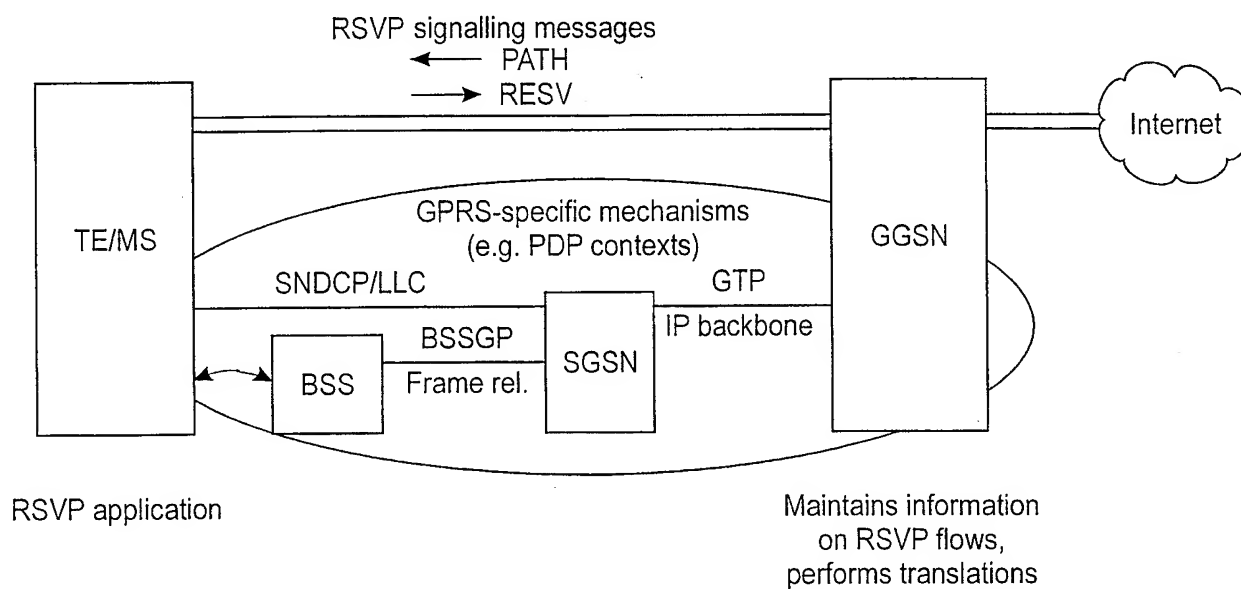 RSVP signalling messages
PATH
RESV
Internet
TE/MS
GPRS-specific mechanisms
(e.g. PDP contexts)
GGSN
SNDCP/LLC
GTP
BSSGP
IP backbone
SGSN
BSS
Frame rel.
RSVP application
Maintains information
on RSVP flows,
performs translations